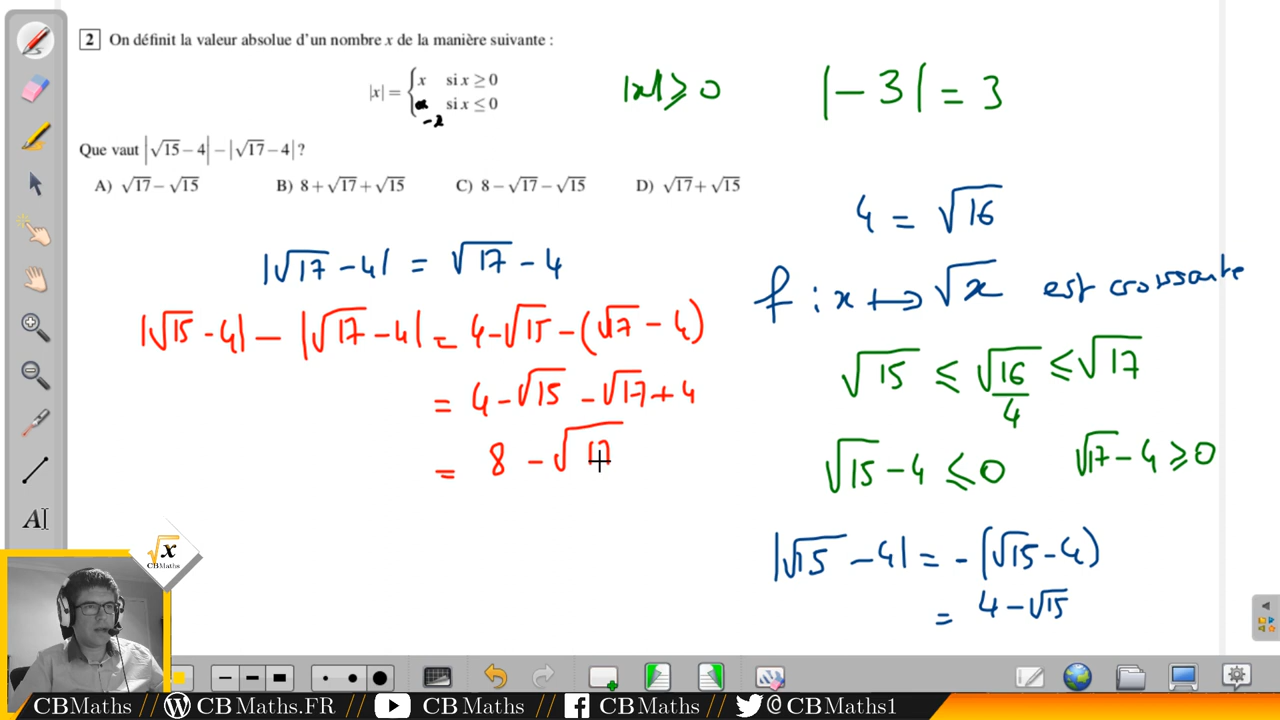 2 On définit la valeur absolue d'un nombre x de la manière suivante :
|x| = { x si x ≥ 0
si x ≤ 0
|x| ≥ 0
|-3| = 3
Que vaut |√15 − 4| − |√17 − 4| ?
A) √17 − √15 B) 8 + √17 + √15 C) 8 − √17 − √15 D) √17 + √15
4 = √16
|√17 - 4| = √17 - 4
f : x ↦ √x est croissante
|√15 - 4| - |√17 - 4| = 4 - √15 - (√17 - 4)
= 4 - √15 - √17 + 4
= 8 - √17
√15 ≤ √16 ≤ √17
4
√15 - 4 ≤ 0 √17 - 4 ≥ 0
|√15 - 4| = -(√15 - 4)
= 4 - √15
AI
√x
CBMaths
CBMaths // CBMaths.FR // CBMaths // CBMaths // @CBMaths1